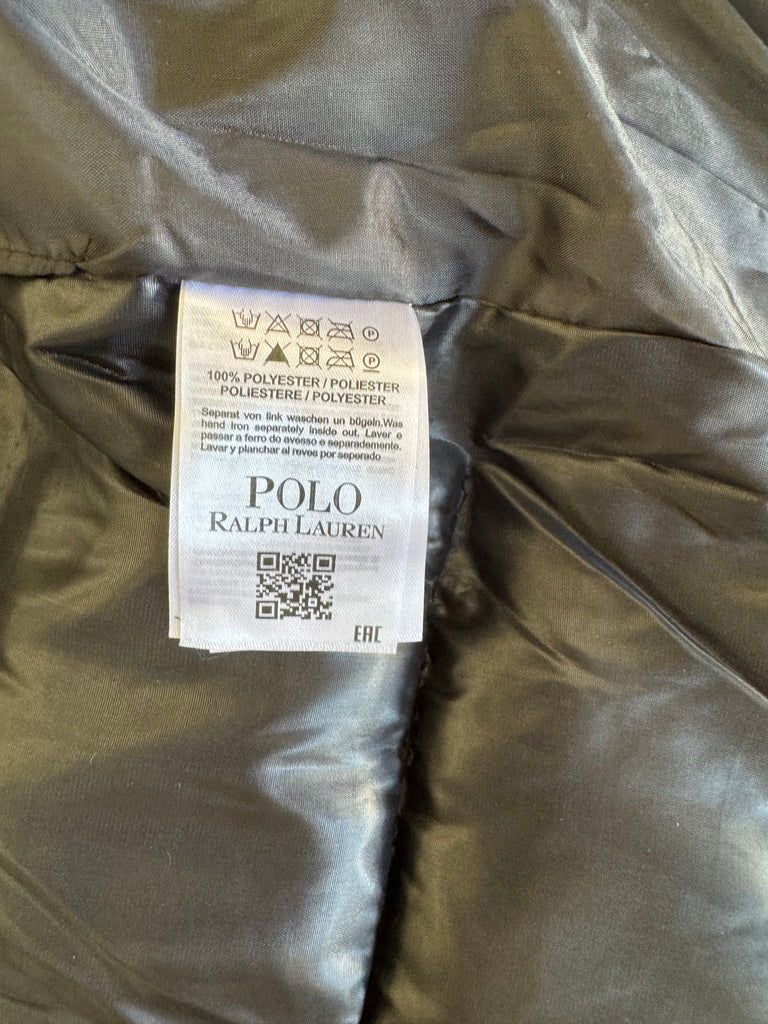 100% POLYESTER / POLIESTER
POLIESTERE / POLYESTER
Separat von link waschen un bügeln.Was
hand iron separately inside out. Laver e
passar a ferro do avesso e separadamente.
Lavar y planchar al reves por seperado
POLO
RALPH LAUREN
EAC